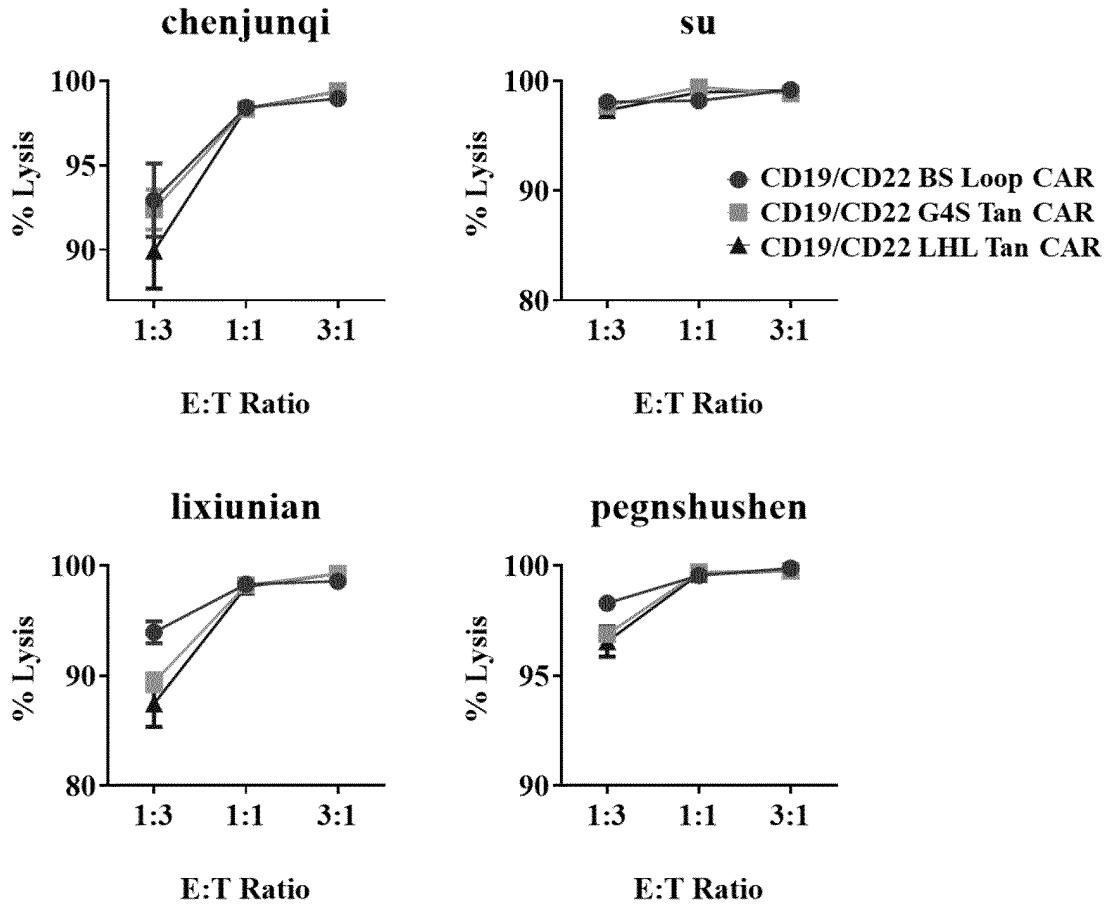 chenjunqi
100
95
90
% Lysis
1:3 1:1 3:1
E:T Ratio
su
100
90
80
% Lysis
1:3 1:1 3:1
E:T Ratio
CD19/CD22 BS Loop CAR
CD19/CD22 G4S Tan CAR
CD19/CD22 LHL Tan CAR
lixiunian
100
90
80
% Lysis
1:3 1:1 3:1
E:T Ratio
pegnshushen
100
95
90
% Lysis
1:3 1:1 3:1
E:T Ratio